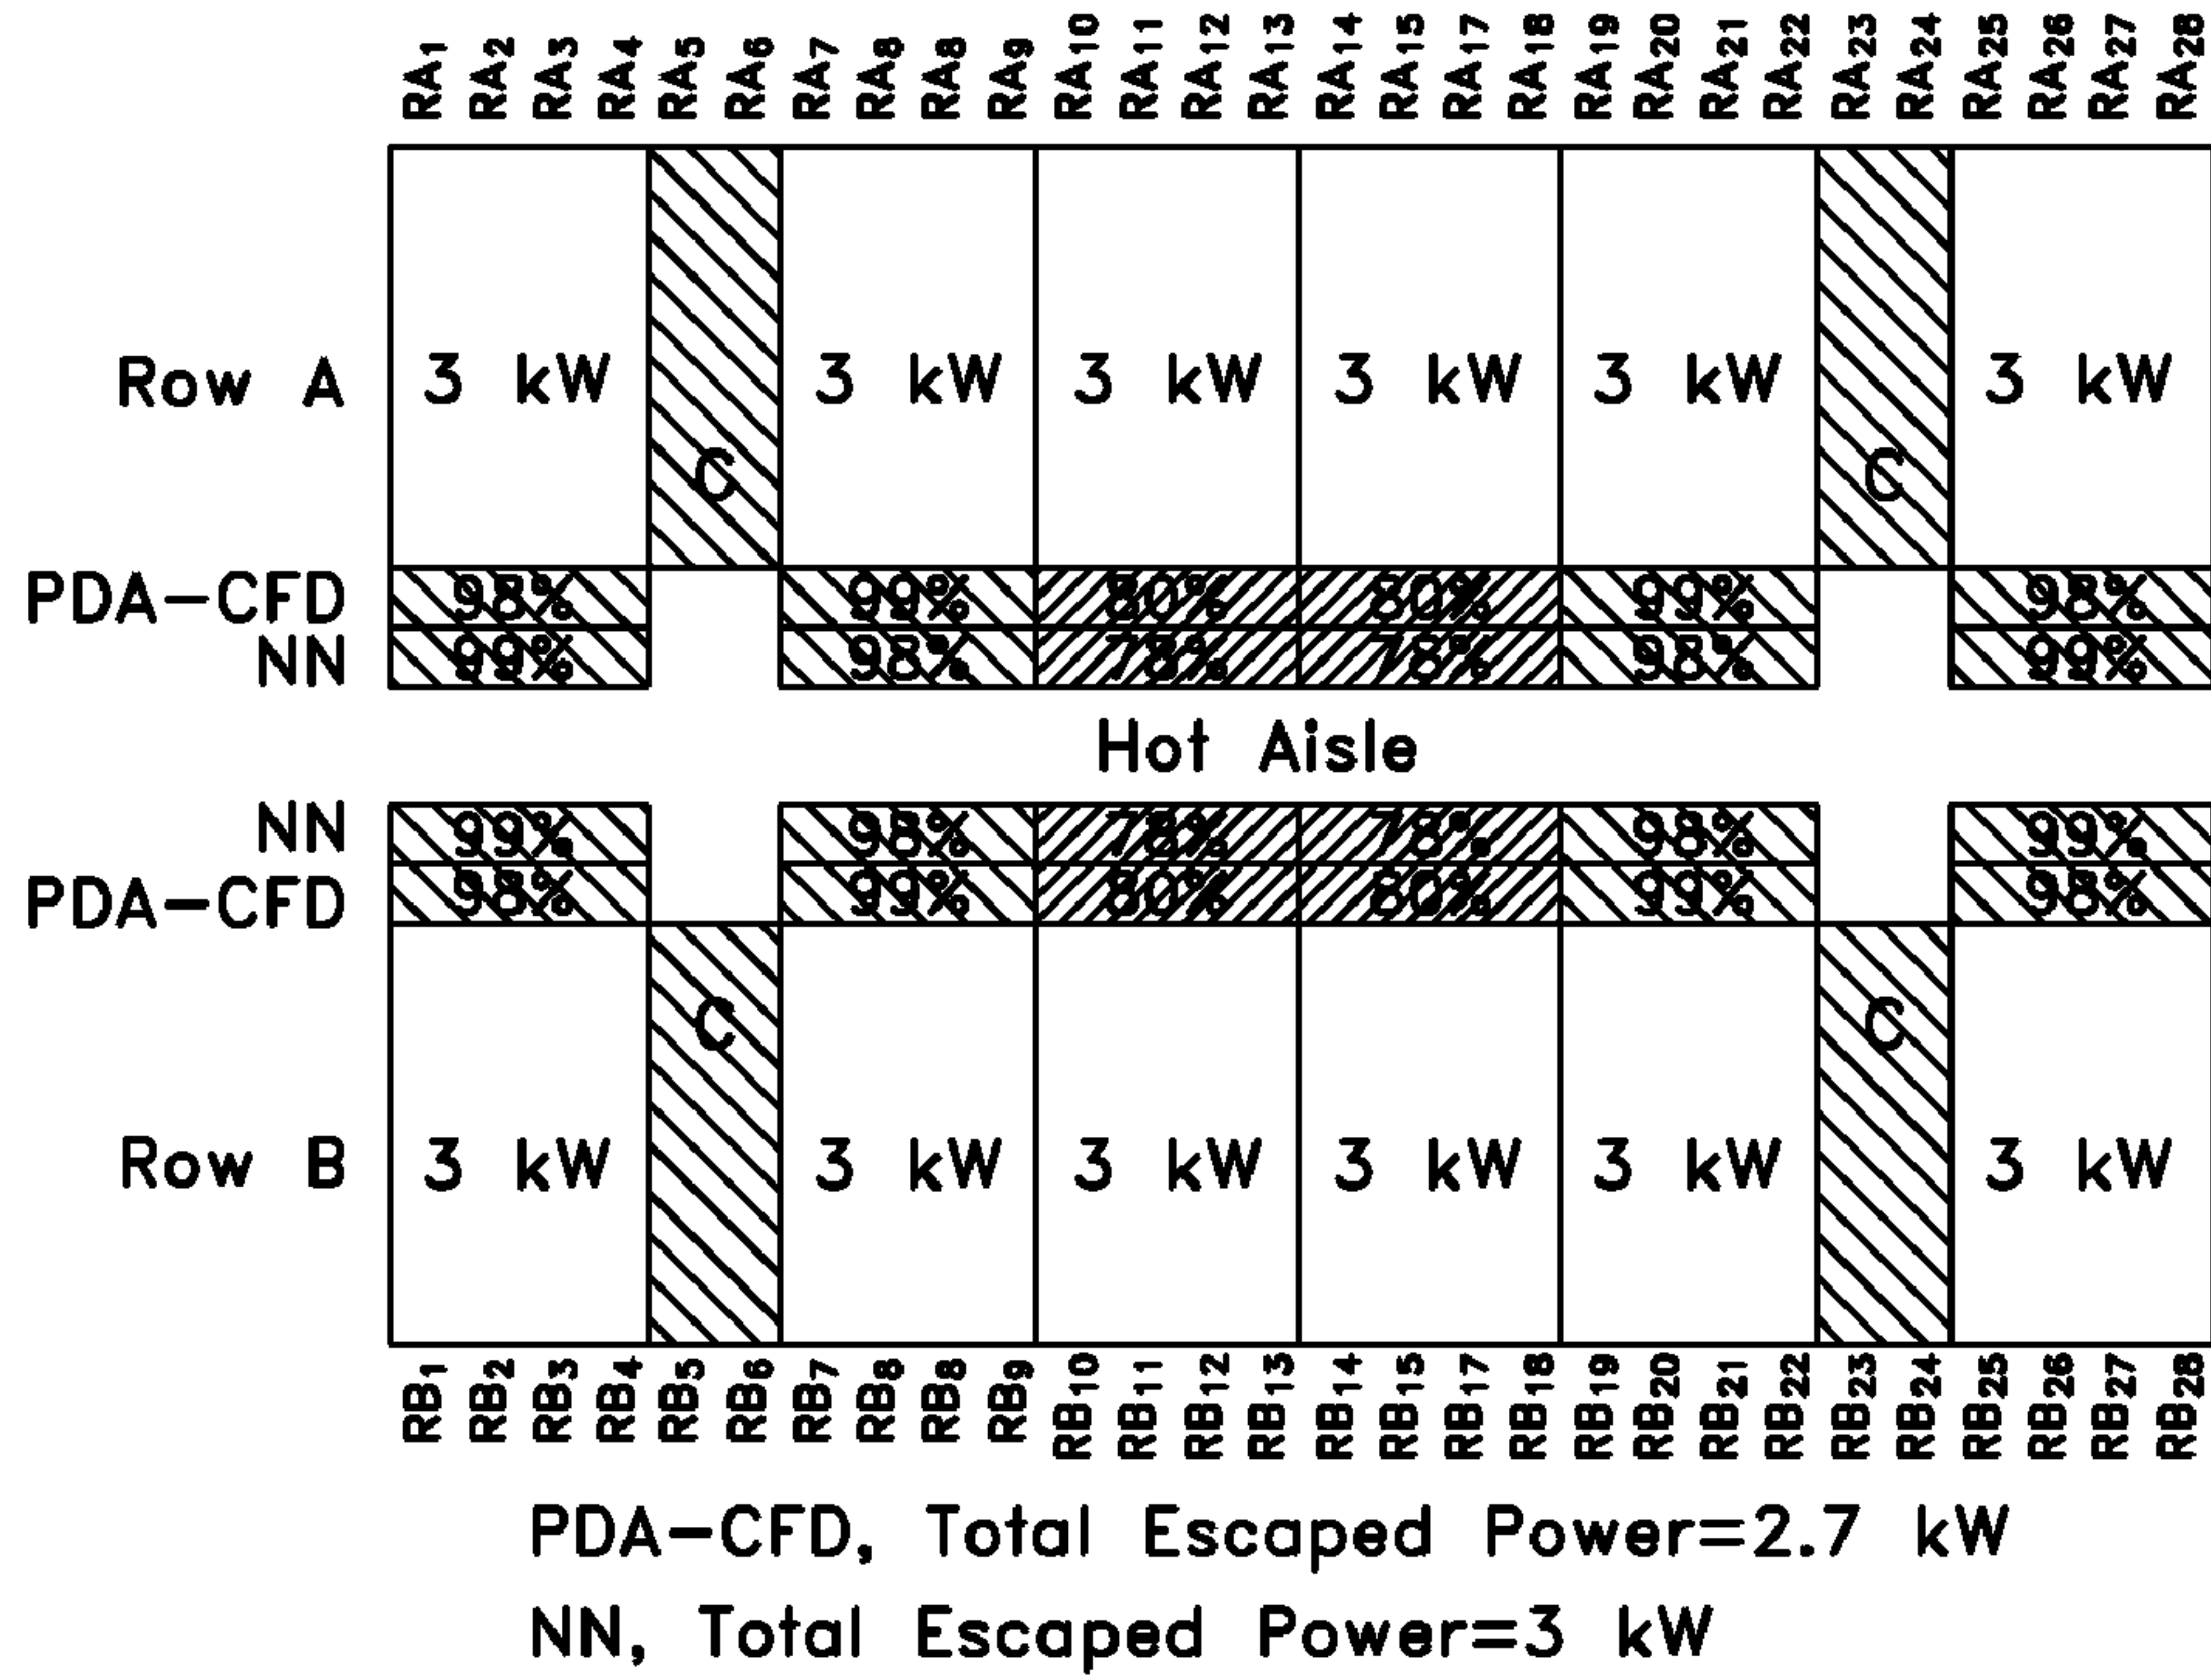 RA1 RA2 RA3 RA4 RA5 RA6 RA7 RA8 RA8 RA9 RA10 RA11 RA12 RA13 RA14 RA15 RA17 RA18 RA19 RA20 RA21 RA22 RA23 RA24 RA25 RA26 RA27 RA28
Row A 3 kW 3 kW 3 kW 3 kW 3 kW 3 kW
C C
PDA-CFD 98% 99% 80% 80% 99% 98%
NN 99% 98% 78% 78% 98% 99%
Hot Aisle
NN 99% 98% 78% 78% 98% 99%
PDA-CFD 98% 99% 80% 80% 99% 98%
C C
Row B 3 kW 3 kW 3 kW 3 kW 3 kW 3 kW
RB1 RB2 RB3 RB4 RB5 RB6 RB7 RB8 RB8 RB9 RB10 RB11 RB12 RB13 RB14 RB15 RB17 RB18 RB19 RB20 RB21 RB22 RB23 RB24 RB25 RB26 RB27 RB28
PDA-CFD, Total Escaped Power=2.7 kW
NN, Total Escaped Power=3 kW